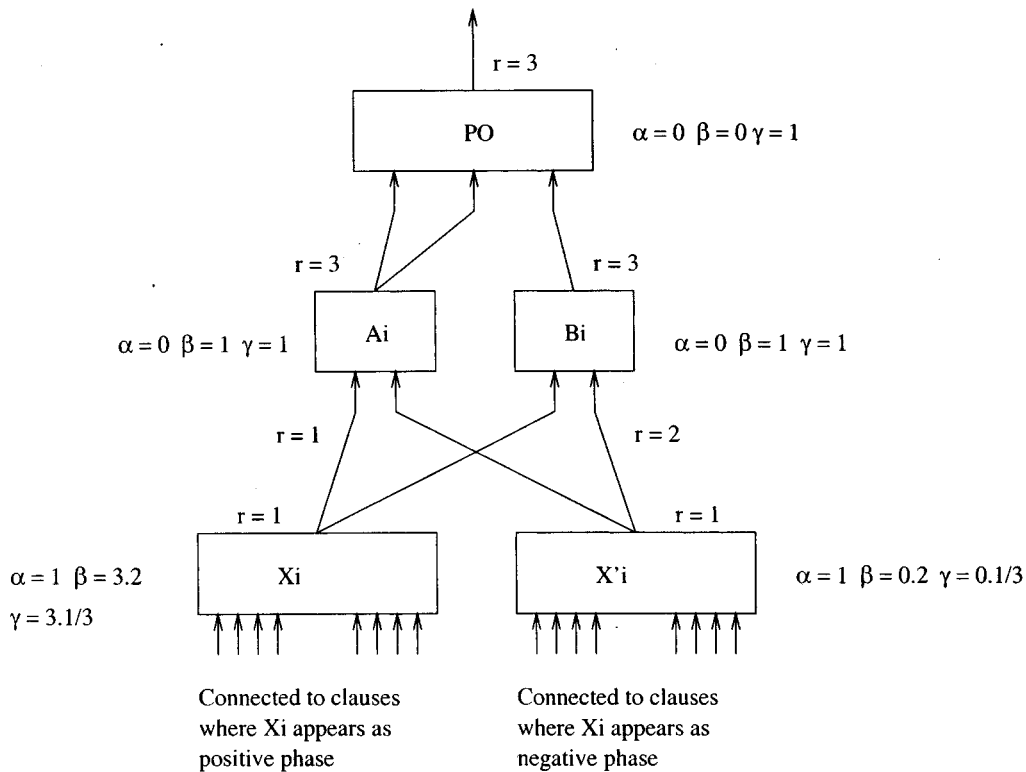 r = 3
PO
α = 0 β = 0 γ = 1
r = 3
r = 3
Ai
Bi
α = 0 β = 1 γ = 1
α = 0 β = 1 γ = 1
r = 1
r = 2
r = 1
r = 1
α = 1 β = 3.2
γ = 3.1/3
Xi
X'i
α = 1 β = 0.2 γ = 0.1/3
Connected to clauses
where Xi appears as
positive phase
Connected to clauses
where Xi appears as
negative phase